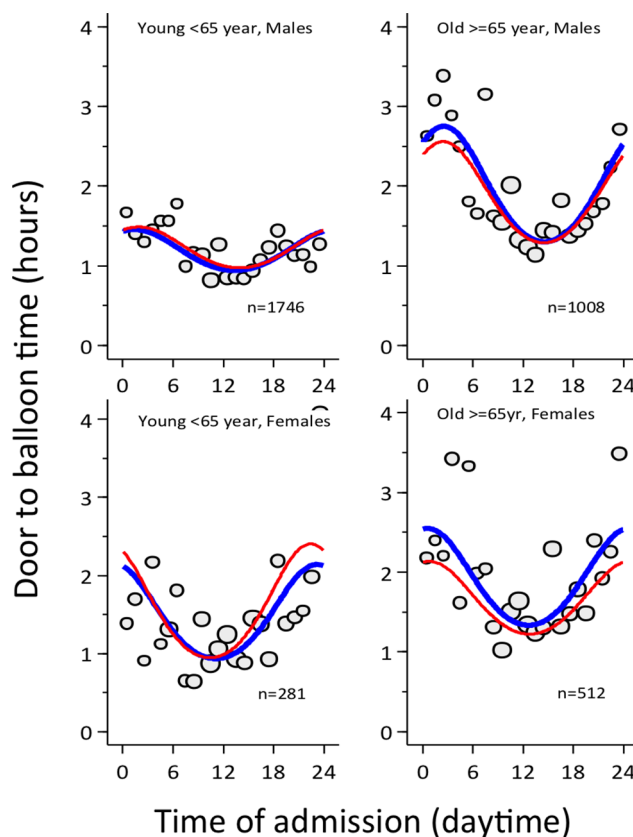 Door to balloon time (hours)
Young <65 year, Males
4
3
2
1
0
n=1746
0 6 12 18 24
Old >=65 year, Males
4
3
2
1
0
n=1008
0 6 12 18 24
Young <65 year, Females
4
3
2
1
0
n=281
0 6 12 18 24
Old >=65yr, Females
4
3
2
1
0
n=512
0 6 12 18 24
Time of admission (daytime)